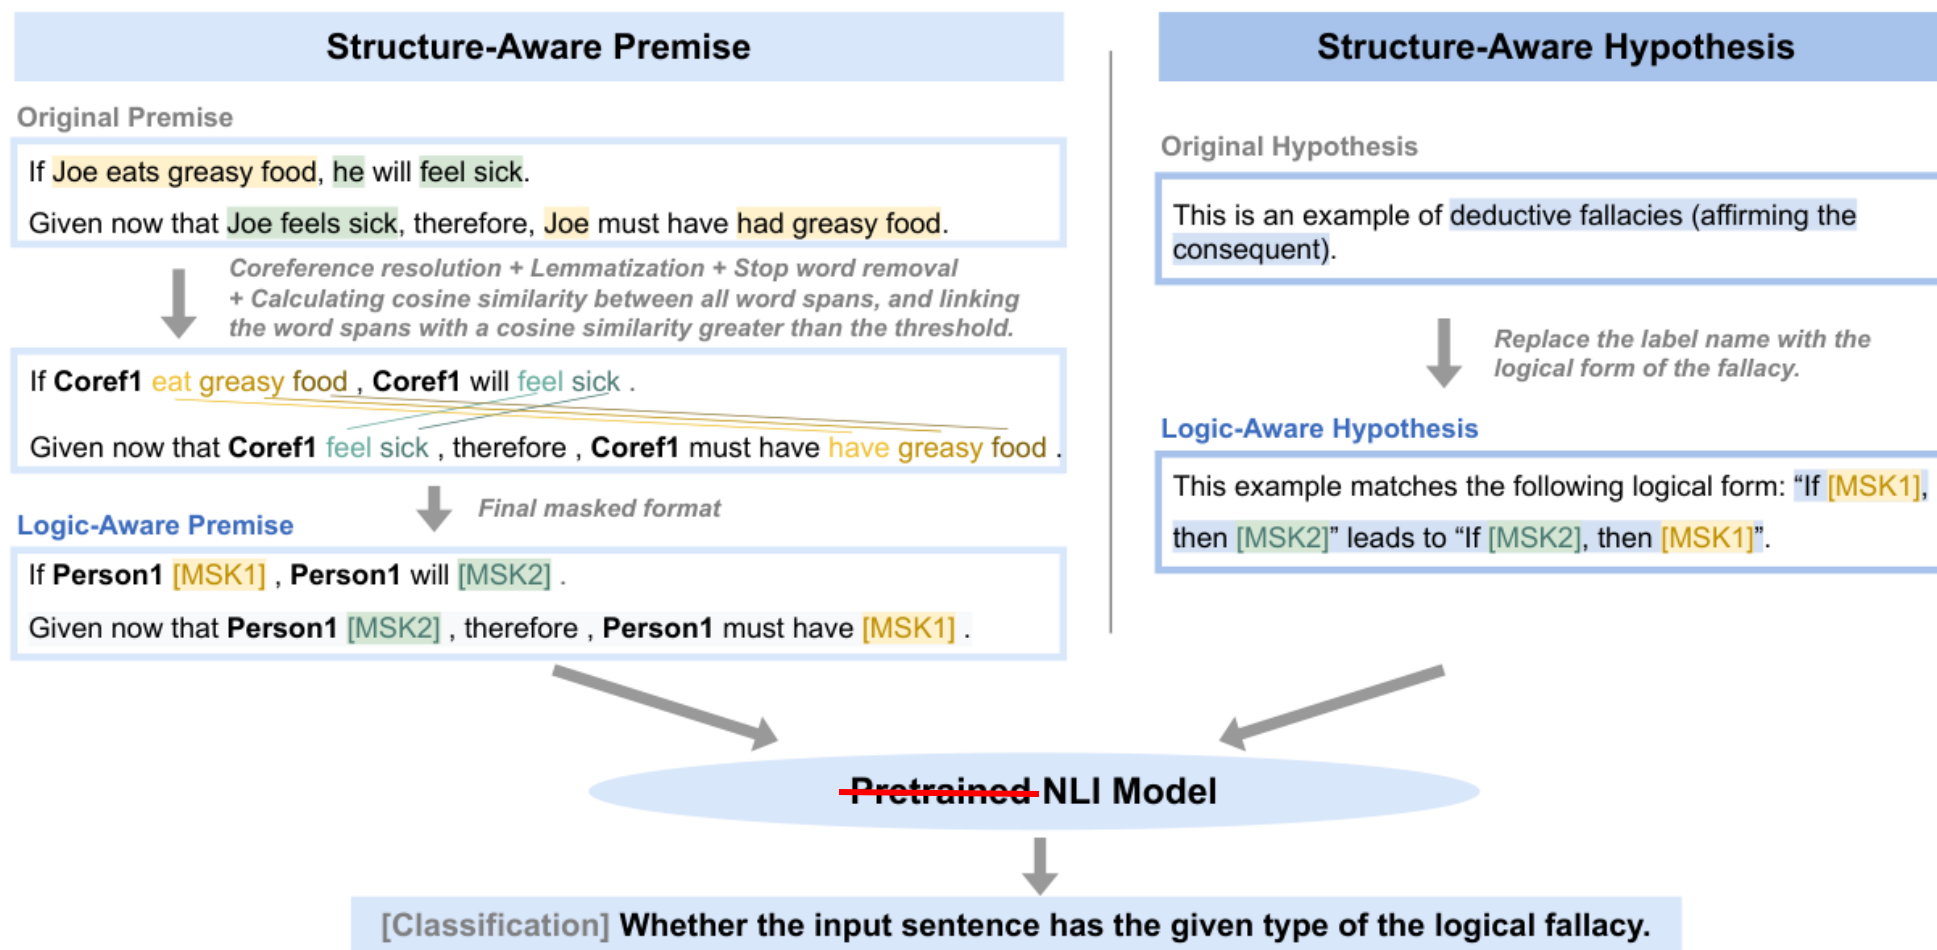 Structure-Aware Premise
Original Premise
If Joe eats greasy food, he will feel sick.
Given now that Joe feels sick, therefore, Joe must have had greasy food.
Coreference resolution + Lemmatization + Stop word removal
+ Calculating cosine similarity between all word spans, and linking
the word spans with a cosine similarity greater than the threshold.
If Coref1 eat greasy food , Coref1 will feel sick .
Given now that Coref1 feel sick , therefore , Coref1 must have have greasy food .
Final masked format
Logic-Aware Premise
If Person1 [MSK1] , Person1 will [MSK2] .
Given now that Person1 [MSK2] , therefore , Person1 must have [MSK1] .
Structure-Aware Hypothesis
Original Hypothesis
This is an example of deductive fallacies (affirming the
consequent).
Replace the label name with the
logical form of the fallacy.
Logic-Aware Hypothesis
This example matches the following logical form: “If [MSK1],
then [MSK2]” leads to “If [MSK2], then [MSK1]”.
Pretrained NLI Model
[Classification] Whether the input sentence has the given type of the logical fallacy.